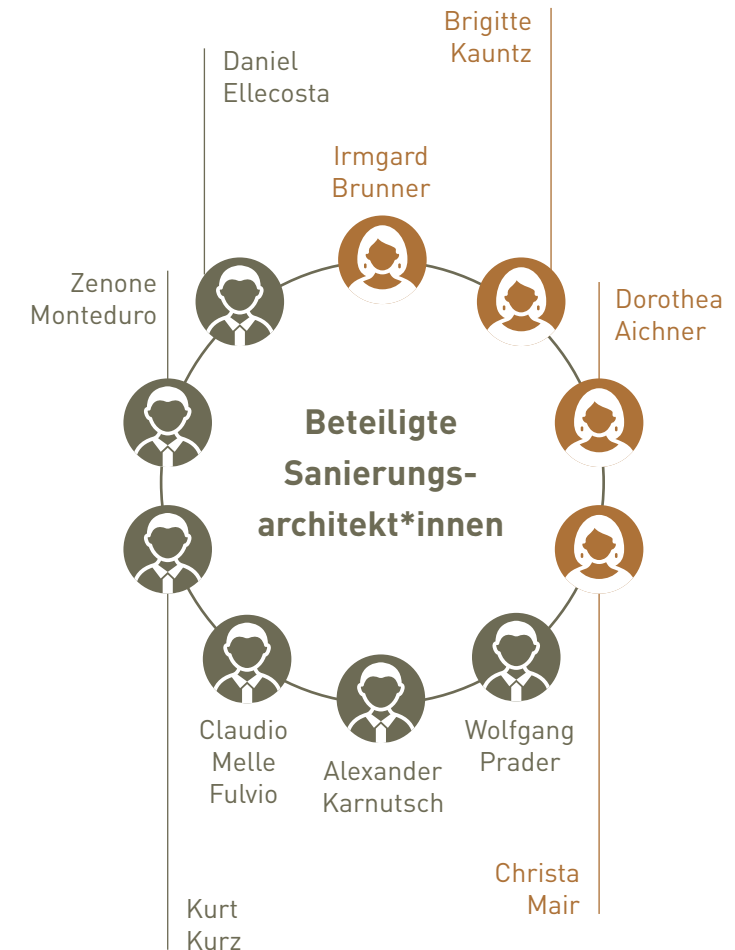 Brigitte
Kauntz
Daniel
Ellecosta
Irmgard
Brunner
Zenone
Monteduro
Dorothea
Aichner
Beteiligte
Sanierungs-
architekt*innen
Claudio
Melle
Fulvio
Alexander
Karnutsch
Wolfgang
Prader
Christa
Mair
Kurt
Kurz